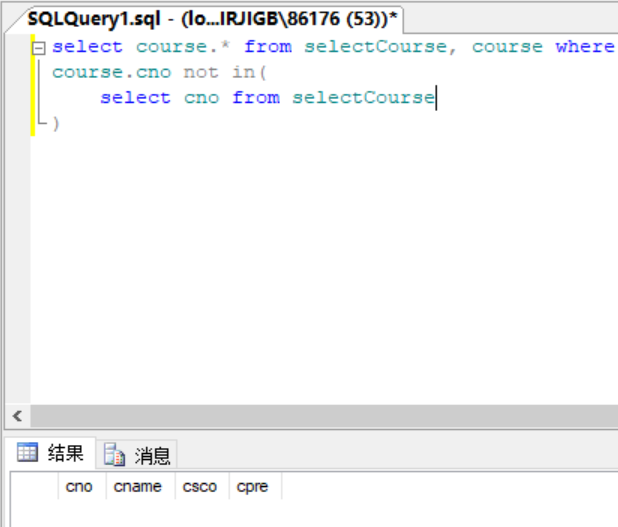 SQLQuery1.sql - (lo...IRJIGB\86176 (53))*
select course.* from selectCourse, course where
course.cno not in(
select cno from selectCourse
)
结果 消息
cno cname csco cpre